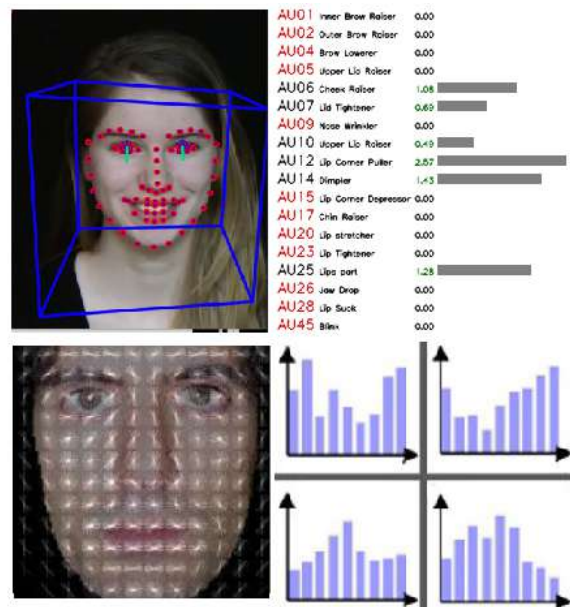 AU01 Inner Brow Raiser 0.00
AU02 Outer Brow Raiser 0.00
AU04 Brow Lowerer 0.00
AU05 Upper Lid Raiser 0.00
AU06 Cheek Raiser 1.08
AU07 Lid Tightener 0.69
AU09 Nose Wrinkler 0.00
AU10 Upper Lip Raiser 0.49
AU12 Lip Corner Puller 2.87
AU14 Dimpler 1.43
AU15 Lip Corner Depressor 0.00
AU17 Chin Raiser 0.00
AU20 Lip stretcher 0.00
AU23 Lip Tightener 0.00
AU25 Lips part 1.28
AU26 Jaw Drop 0.00
AU28 Lip Suck 0.00
AU45 Blink 0.00